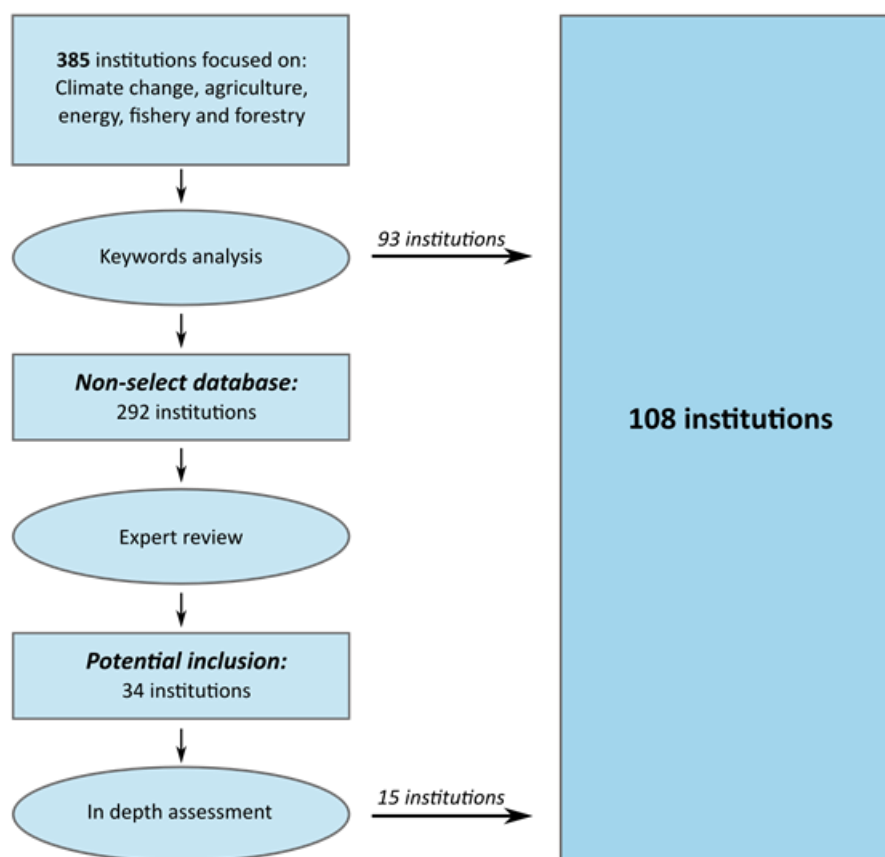 385 institutions focused on:
Climate change, agriculture,
energy, fishery and forestry
Keywords analysis
93 institutions
Non-select database:
292 institutions
108 institutions
Expert review
Potential inclusion:
34 institutions
In depth assessment
15 institutions